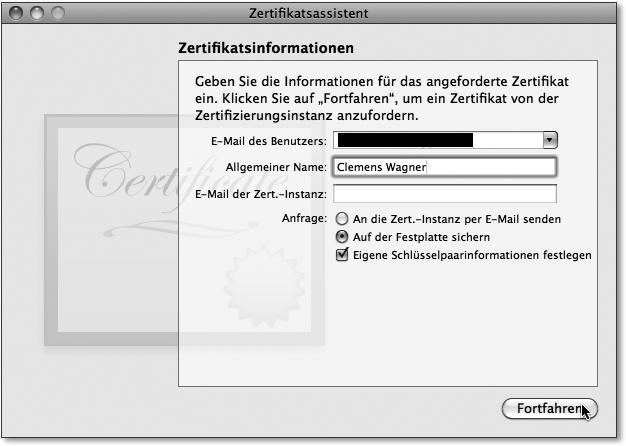 Zertifikatsassistent
Zertifikatsinformationen
Geben Sie die Informationen für das angeforderte Zertifikat
ein. Klicken Sie auf „Fortfahren“, um ein Zertifikat von der
Zertifizierungsinstanz anzufordern.
E-Mail des Benutzers:
Allgemeiner Name: Clemens Wagner
E-Mail der Zert.-Instanz:
Anfrage: An die Zert.-Instanz per E-Mail senden
Auf der Festplatte sichern
Eigene Schlüsselpaarinformationen festlegen
Certificate
Fortfahren